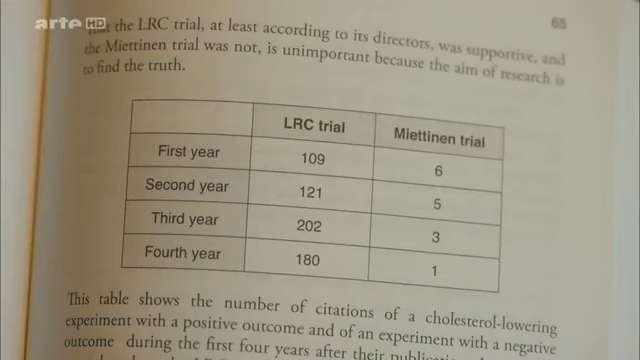 arte HD
65
the LRC trial, at least according to its directors, was supportive, and
the Miettinen trial was not, is unimportant because the aim of research is
to find the truth.
LRC trial Miettinen trial
First year 109 6
Second year 121 5
Third year 202 3
Fourth year 180 1
This table shows the number of citations of a cholesterol-lowering
experiment with a positive outcome and of an experiment with a negative
outcome during the first four years after their